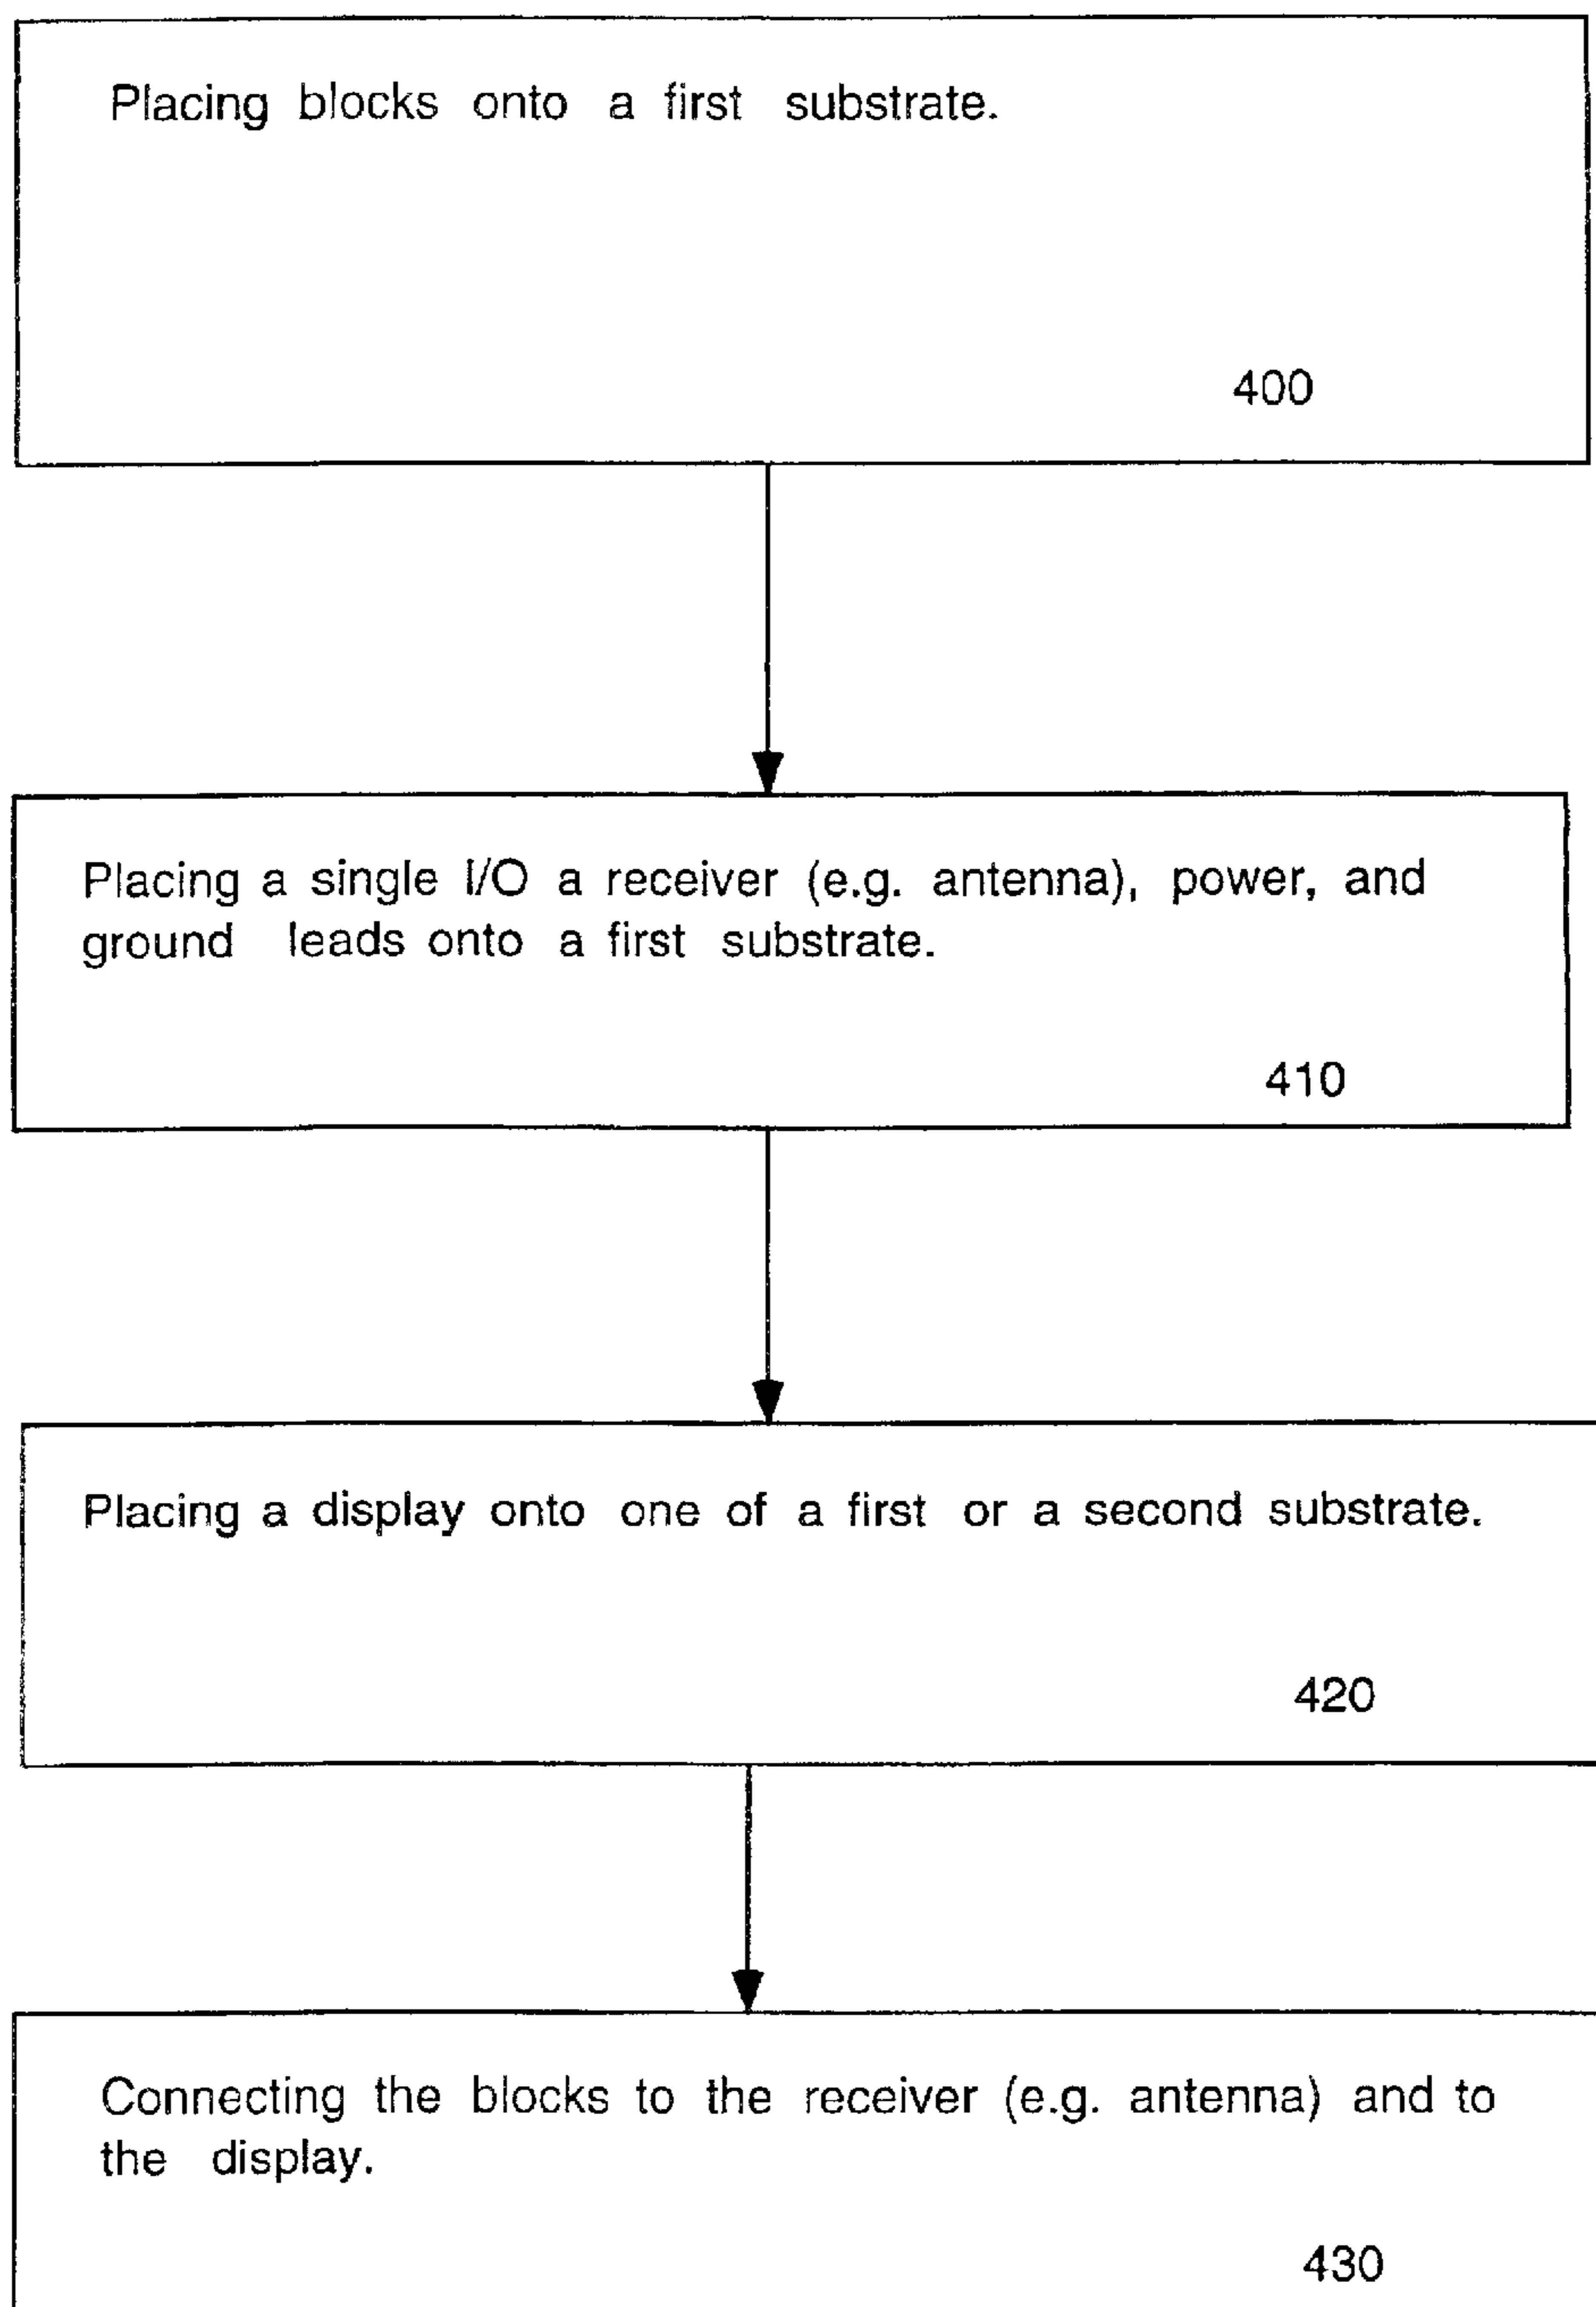 Placing blocks onto a first substrate.
400
Placing a single I/O a receiver (e.g. antenna), power, and
ground leads onto a first substrate.
410
Placing a display onto one of a first or a second substrate.
420
Connecting the blocks to the receiver (e.g. antenna) and to
the display.
430